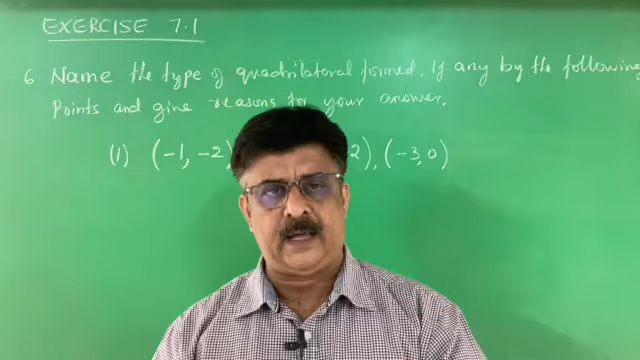 EXERCISE 7.1
6. Name the type of quadrilateral formed. If any by the following
Points and give reasons for your answer.
(1) (-1, -2) 2), (-3, 0)